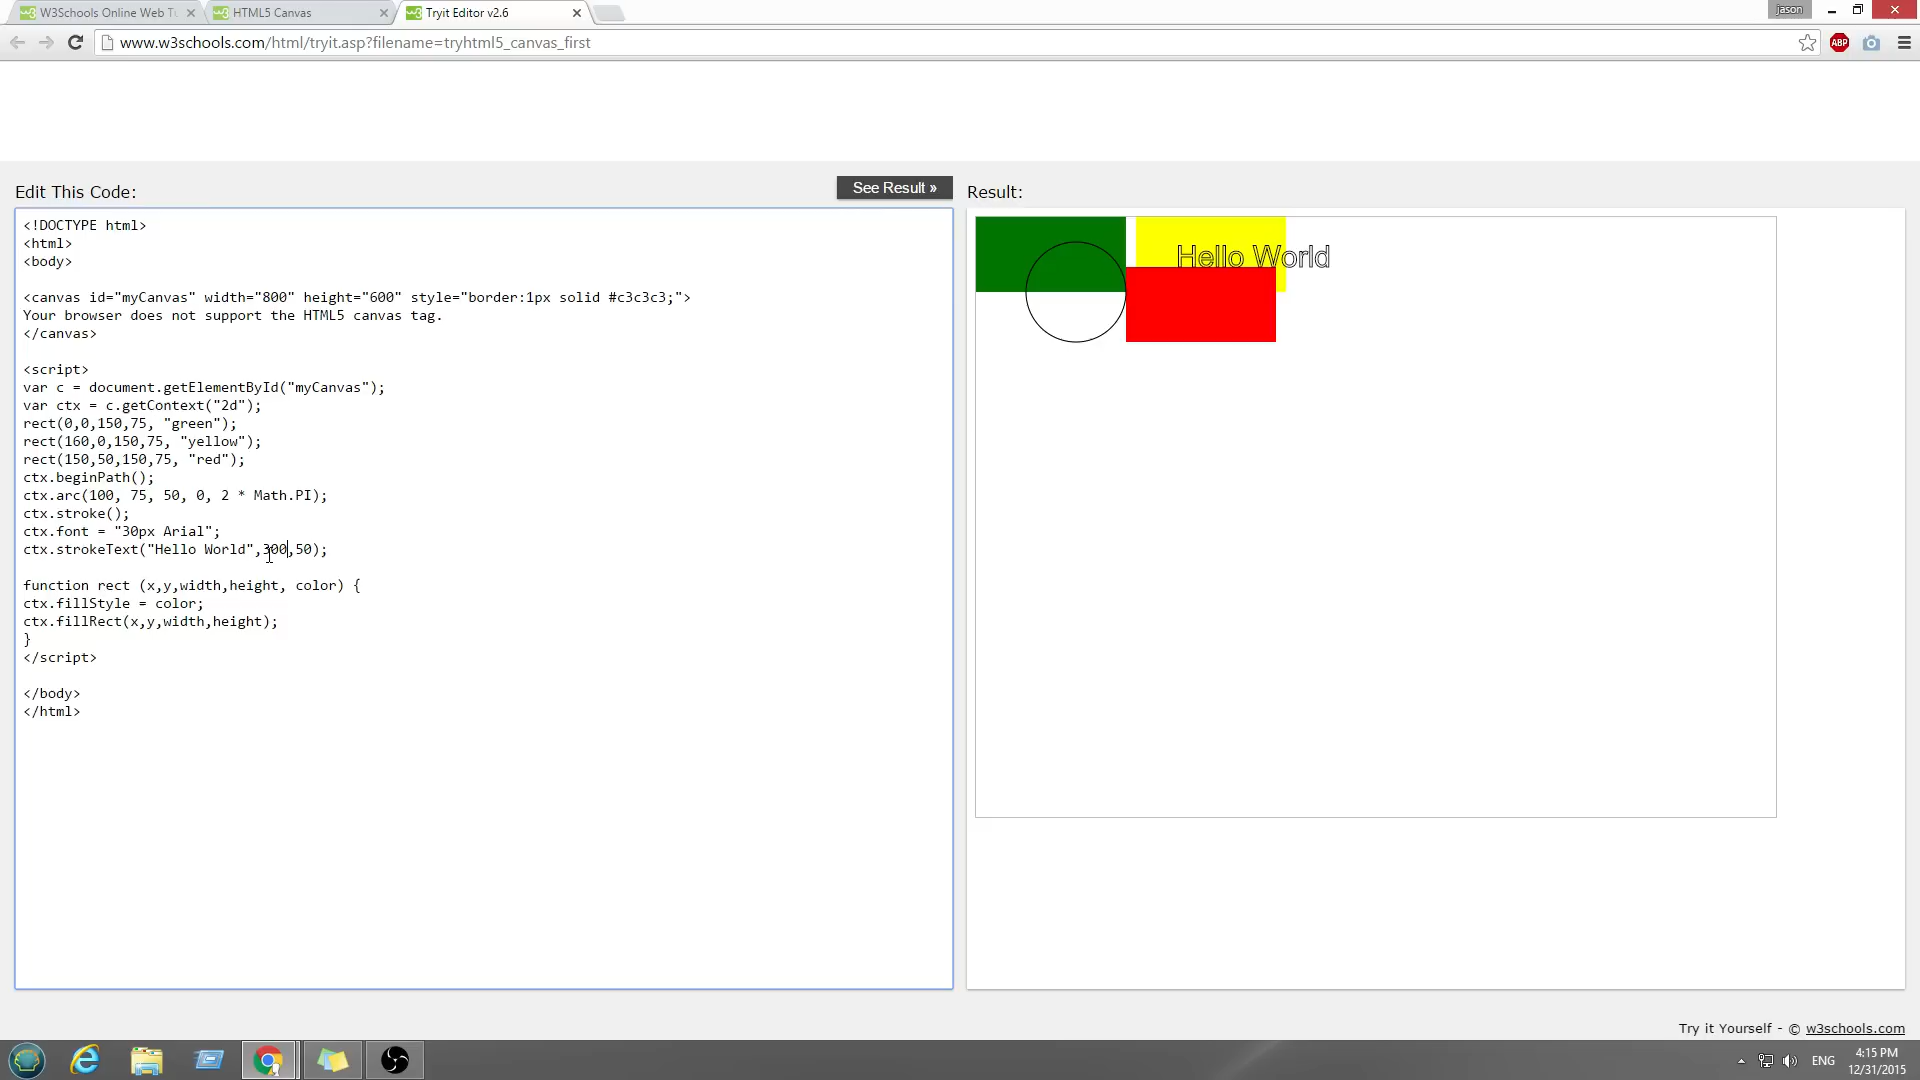 W3Schools Online Web Tu
HTML5 Canvas
Tryit Editor v2.6
jason
www.w3schools.com/html/tryit.asp?filename=tryhtml5_canvas_first
ABP
Edit This Code:
See Result »
Result:
<!DOCTYPE html>
<html>
<body>
<canvas id="myCanvas" width="800" height="600" style="border:1px solid #c3c3c3;">
Your browser does not support the HTML5 canvas tag.
</canvas>
<script>
var c = document.getElementById("myCanvas");
var ctx = c.getContext("2d");
rect(0,0,150,75, "green");
rect(160,0,150,75, "yellow");
rect(150,50,150,75, "red");
ctx.beginPath();
ctx.arc(100, 75, 50, 0, 2 * Math.PI);
ctx.stroke();
ctx.font = "30px Arial";
ctx.strokeText("Hello World",300,50);
function rect (x,y,width,height, color) {
ctx.fillStyle = color;
ctx.fillRect(x,y,width,height);
}
</script>
</body>
</html>
Hello World
Try it Yourself - © w3schools.com
ENG
4:15 PM
12/31/2015